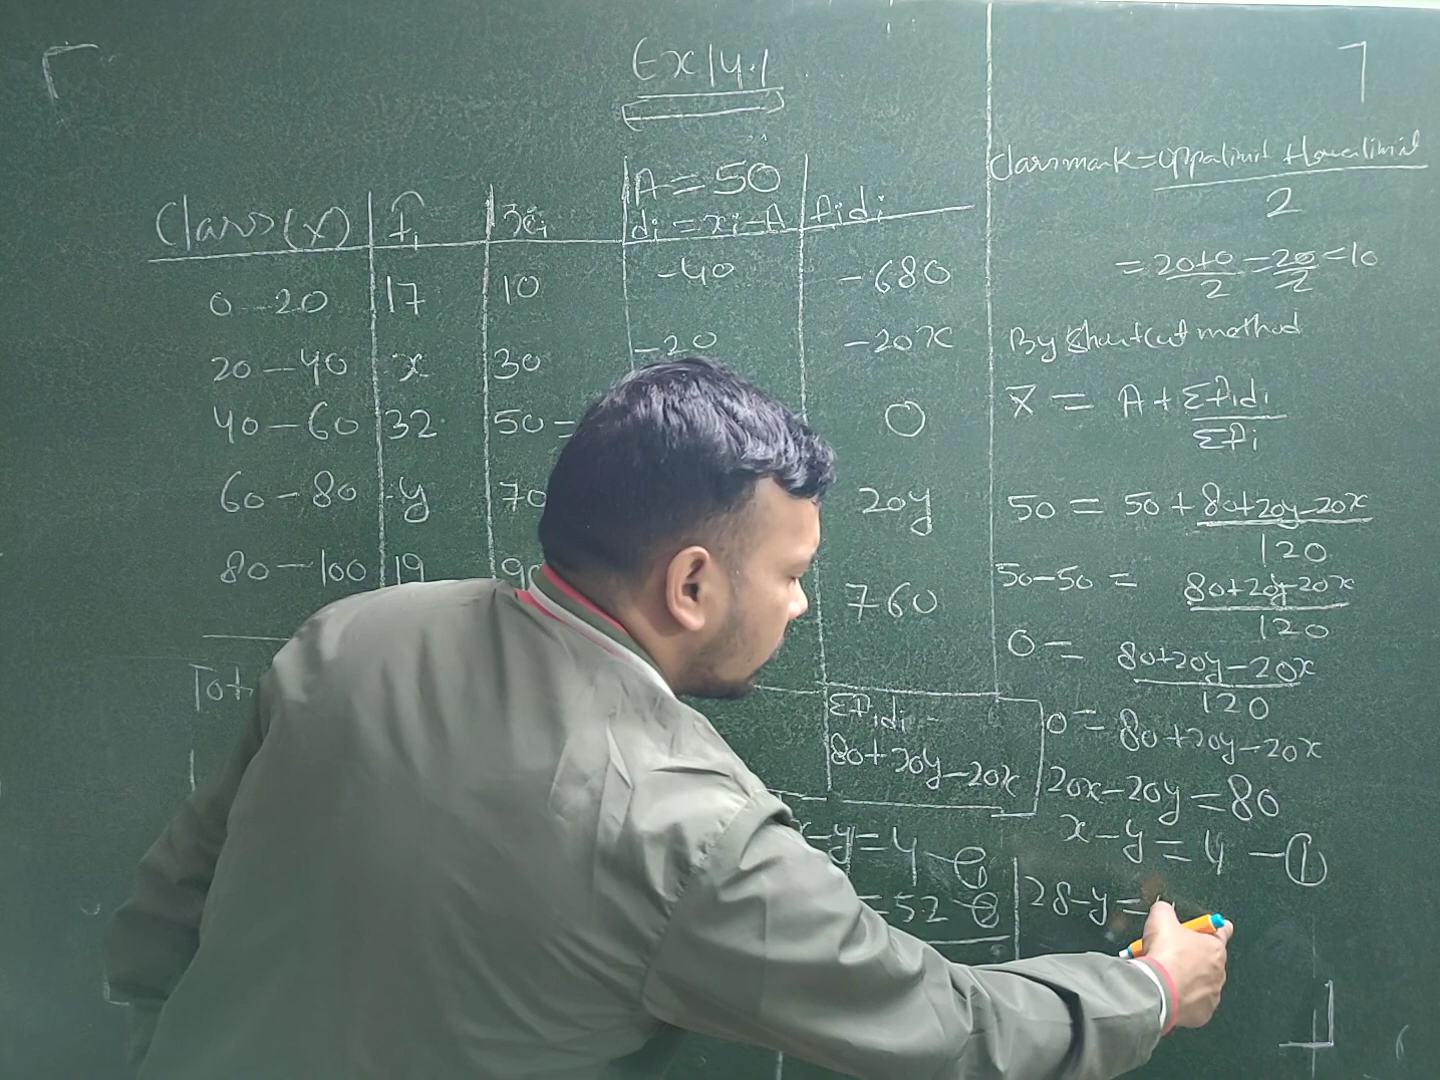 Ex 14.1
A = 50
Class (x) fi xi di = xi - A fidi
0 - 20 17 10 -40 -680
20 - 40 x 30 -20 -20x
40 - 60 32 50 = 0
60 - 80 y 70 20y
80 - 100 19 90 760
Tot
Σfidi =
80+20y-20x
x-y=4 -①
=52 -②
Class mark = upper limit + lower limit
2
= 20+0/2 = 20/2 = 10
By Shortcut method
x̄ = A + Σfidi/Σfi
50 = 50 + 80+20y-20x/120
50-50 = 80+20y-20x/120
0 = 80+20y-20x/120
0 = 80+20y-20x
20x-20y=80
x-y=4 -①
28-y=